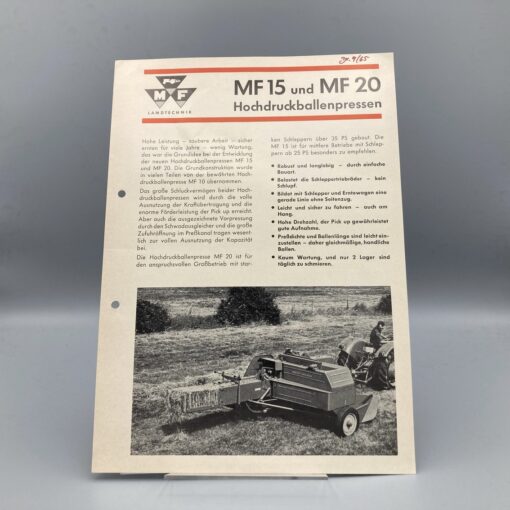 Jr. 9/65
M F
LANDTECHNIK
MF 15 und MF 20
Hochdruckballenpressen
Hohe Leistung — saubere Arbeit — sicher
ernten für viele Jahre — wenig Wartung,
das war die Grundidee bei der Entwicklung
der neuen Hochdruckballenpressen MF 15
und MF 20. Die Grundkonstruktion wurde
in vielen Teilen von der bewährten Hoch-
druckballenpresse MF 10 übernommen.
Das große Schluckvermögen beider Hoch-
druckballenpressen wird durch die volle
Ausnutzung der Kraftübertragung und die
enorme Förderleistung der Pick up erreicht.
Aber auch die ausgezeichnete Vorpressung
durch den Schwadausgleicher und die große
Zuführöffnung im Preßkanal tragen wesent-
lich zur vollen Ausnutzung der Kapazität
bei.
Die Hochdruckballenpresse MF 20 ist für
den anspruchsvollen Großbetrieb mit star-
ken Schleppern über 35 PS gebaut. Die
MF 15 ist für mittlere Betriebe mit Schlep-
pern ab 25 PS besonders zu empfehlen.
● Robust und langlebig — durch einfache
Bauart.
● Belastet die Schleppertriebräder — kein
Schlupf.
● Bildet mit Schlepper und Erntewagen eine
gerade Linie ohne Seitenzug.
● Leicht und sicher zu fahren — auch am
Hang.
● Hohe Drehzahl, der Pick up gewährleistet
gute Aufnahme.
● Preßdichte und Ballenlänge sind leicht ein-
zustellen — daher gleichmäßige, handliche
Ballen.
● Kaum Wartung, und nur 2 Lager sind
täglich zu schmieren.